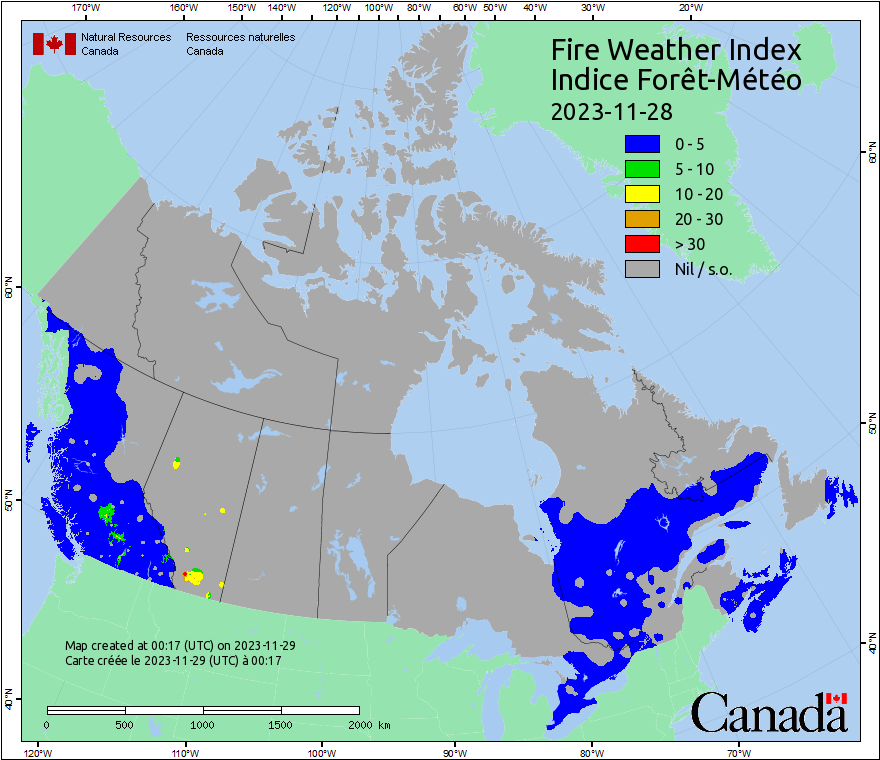 170°W 160°W 150°W 140°W 130°W 120°W 110°W 100°W 90°W 80°W 60°W 50°W 40°W 30°W 20°W
Natural Resources Canada
Ressources naturelles Canada
Fire Weather Index
Indice Forêt-Météo
2023-11-28
0 - 5
5 - 10
10 - 20
20 - 30
> 30
Nil / s.o.
60°N
60°N
50°N
50°N
40°N
40°N
Map created at 00:17 (UTC) on 2023-11-29
Carte créée le 2023-11-29 (UTC) à 00:17
0 500 1000 1500 2000 km
Canada
120°W 110°W 100°W 90°W 80°W 70°W